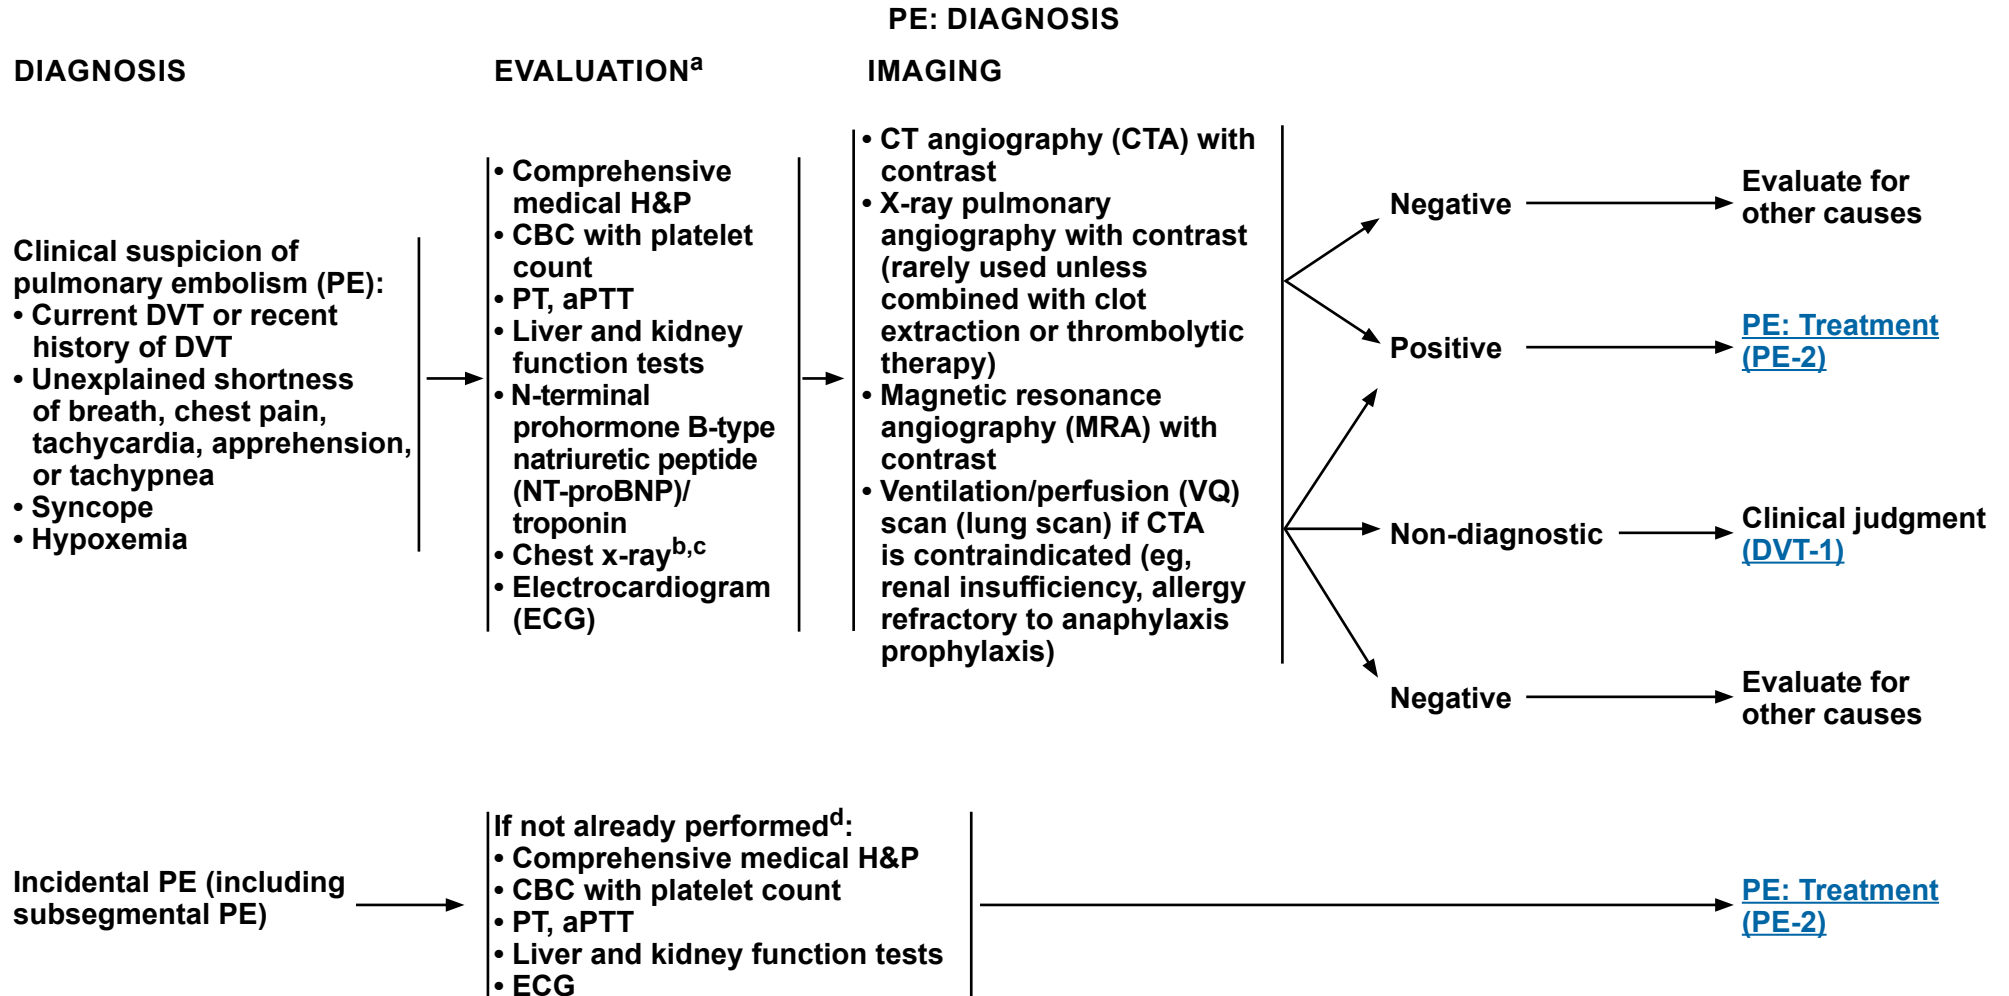 PE: DIAGNOSIS
DIAGNOSIS
EVALUATIONa
IMAGING
Clinical suspicion of
pulmonary embolism (PE):
• Current DVT or recent
history of DVT
• Unexplained shortness
of breath, chest pain,
tachycardia, apprehension,
or tachypnea
• Syncope
• Hypoxemia
• Comprehensive
medical H&P
• CBC with platelet
count
• PT, aPTT
• Liver and kidney
function tests
• N-terminal
prohormone B-type
natriuretic peptide
(NT-proBNP)/
troponin
• Chest x-rayb,c
• Electrocardiogram
(ECG)
• CT angiography (CTA) with
contrast
• X-ray pulmonary
angiography with contrast
(rarely used unless
combined with clot
extraction or thrombolytic
therapy)
• Magnetic resonance
angiography (MRA) with
contrast
• Ventilation/perfusion (VQ)
scan (lung scan) if CTA
is contraindicated (eg,
renal insufficiency, allergy
refractory to anaphylaxis
prophylaxis)
Negative
Evaluate for
other causes
Positive
PE: Treatment
(PE-2)
Non-diagnostic
Clinical judgment
(DVT-1)
Negative
Evaluate for
other causes
Incidental PE (including
subsegmental PE)
If not already performedd:
• Comprehensive medical H&P
• CBC with platelet count
• PT, aPTT
• Liver and kidney function tests
• ECG
PE: Treatment
(PE-2)